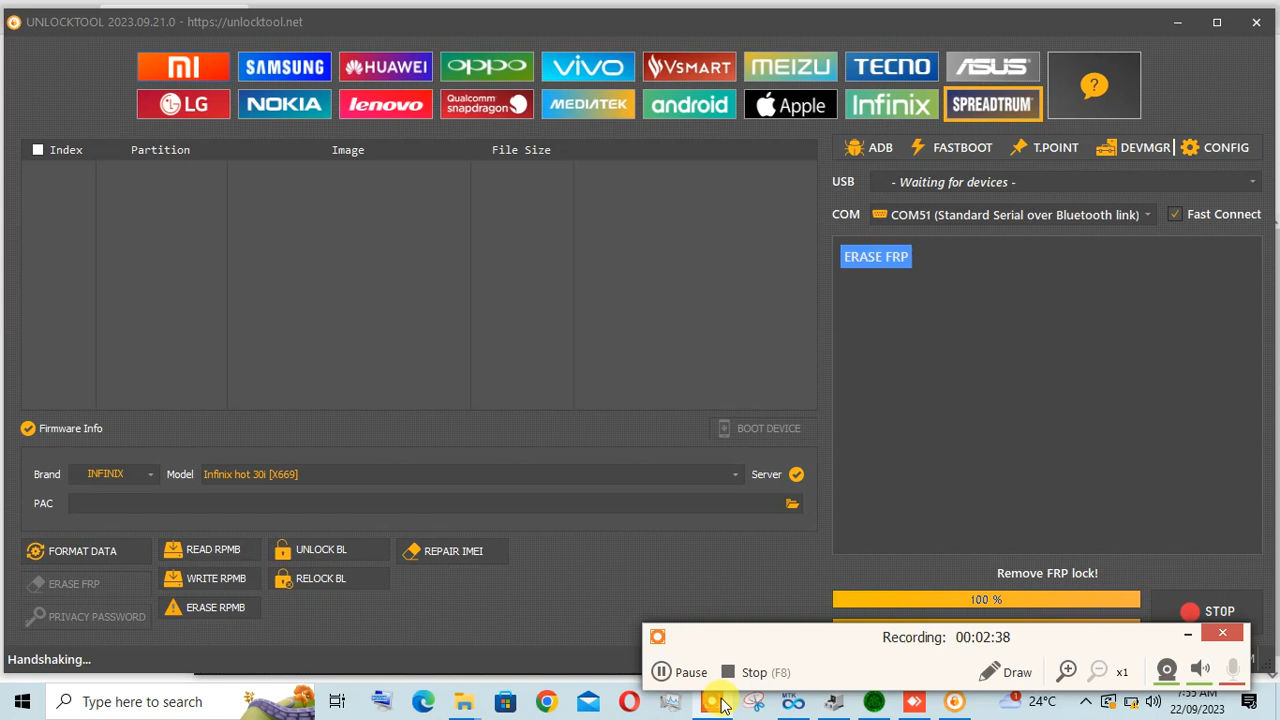 UNLOCKTOOL 2023.09.21.0 - https://unlocktool.net
MI SAMSUNG HUAWEI OPPO VIVO VSMART MEIZU TECNO ASUS ?
LG NOKIA lenovo Qualcomm snapdragon MEDIATEK android Apple Infinix SPREADTRUM
Index Partition Image File Size
ADB FASTBOOT T.POINT DEVMGR CONFIG
USB - Waiting for devices -
COM COM51 (Standard Serial over Bluetooth link) Fast Connect
ERASE FRP
Firmware Info BOOT DEVICE
Brand INFINIX Model Infinix hot 30i [X669] Server
PAC
FORMAT DATA READ RPMB UNLOCK BL REPAIR IMEI
ERASE FRP WRITE RPMB RELOCK BL
PRIVACY PASSWORD ERASE RPMB
Remove FRP lock!
100 %
STOP
Handshaking...
Recording: 00:02:38
Pause Stop (F8) Draw x1
Type here to search
MTK
24°C
22/09/2023